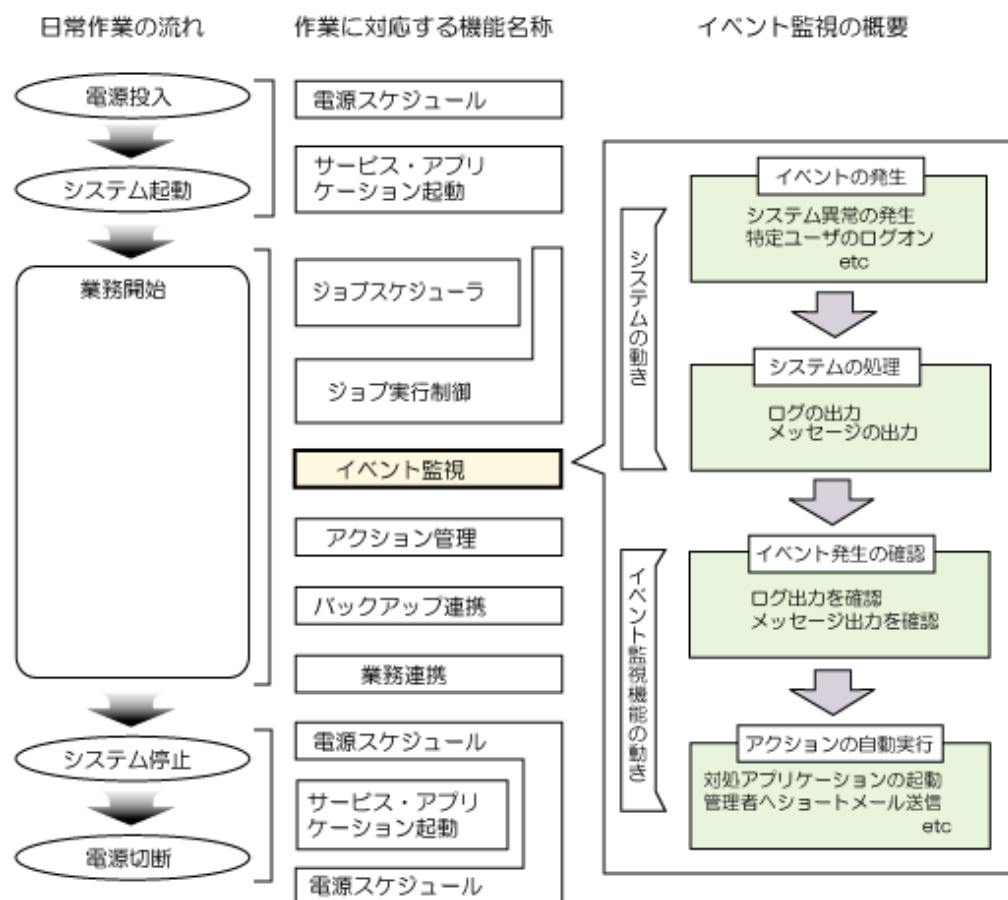 日常作業の流れ
作業に対応する機能名称
イベント監視の概要
電源投入
システム起動
業務開始
システム停止
電源切断
電源スケジュール
サービス・アプリ
ケーション起動
ジョブスケジューラ
ジョブ実行制御
イベント監視
アクション管理
バックアップ連携
業務連携
電源スケジュール
サービス・アプリ
ケーション起動
電源スケジュール
システムの動き
イベント監視機能の動き
イベントの発生
システム異常の発生
特定ユーザのログオン
etc
システムの処理
ログの出力
メッセージの出力
イベント発生の確認
ログ出力を確認
メッセージ出力を確認
アクションの自動実行
対処アプリケーションの起動
管理者へショートメール送信
etc